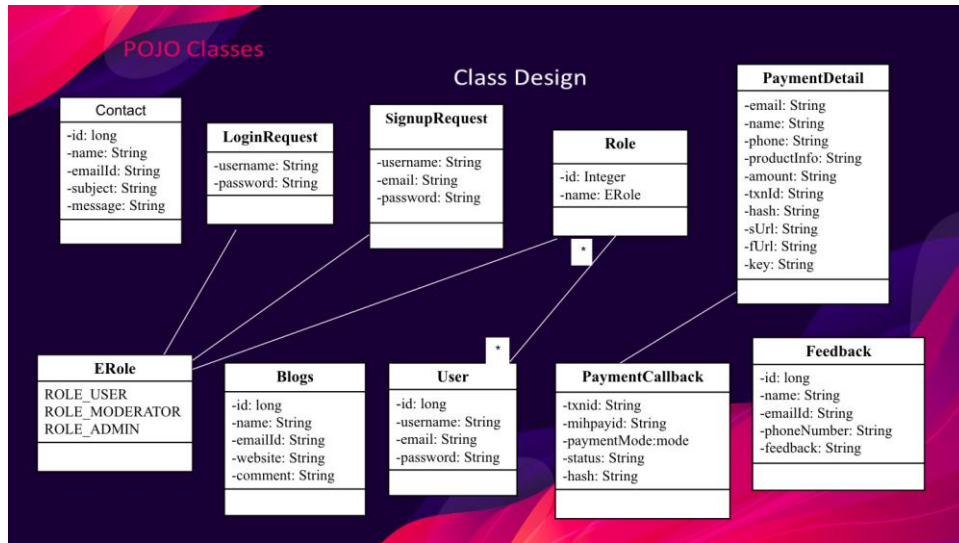 POJO Classes
Class Design
Contact
-id: long
-name: String
-emailId: String
-subject: String
-message: String
LoginRequest
-username: String
-password: String
SignupRequest
-username: String
-email: String
-password: String
Role
-id: Integer
-name: ERole
PaymentDetail
-email: String
-name: String
-phone: String
-productInfo: String
-amount: String
-txnId: String
-hash: String
-sUrl: String
-fUrl: String
-key: String
*
*
ERole
ROLE_USER
ROLE_MODERATOR
ROLE_ADMIN
Blogs
-id: long
-name: String
-emailId: String
-website: String
-comment: String
User
-id: long
-username: String
-email: String
-password: String
PaymentCallback
-txnid: String
-mihpayid: String
-paymentMode:mode
-status: String
-hash: String
Feedback
-id: long
-name: String
-emailId: String
-phoneNumber: String
-feedback: String